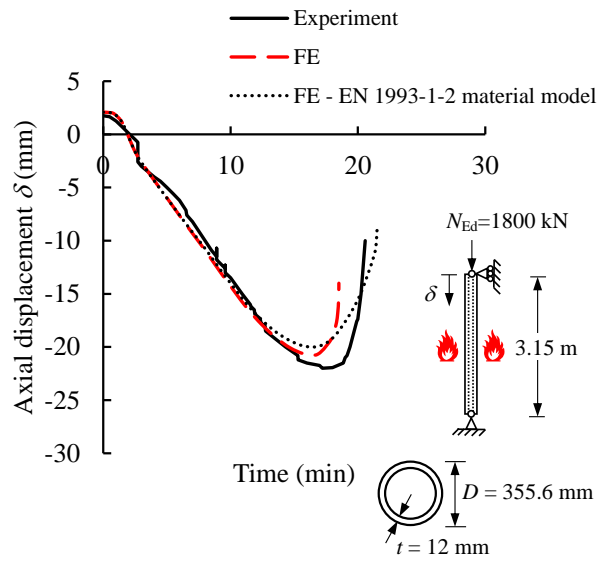 Experiment
FE
FE - EN 1993-1-2 material model
Axial displacement δ (mm)
5
0
-5
-10
-15
-20
-25
-30
0
10
20
30
Time (min)
N_Ed=1800 kN
δ
3.15 m
D = 355.6 mm
t = 12 mm